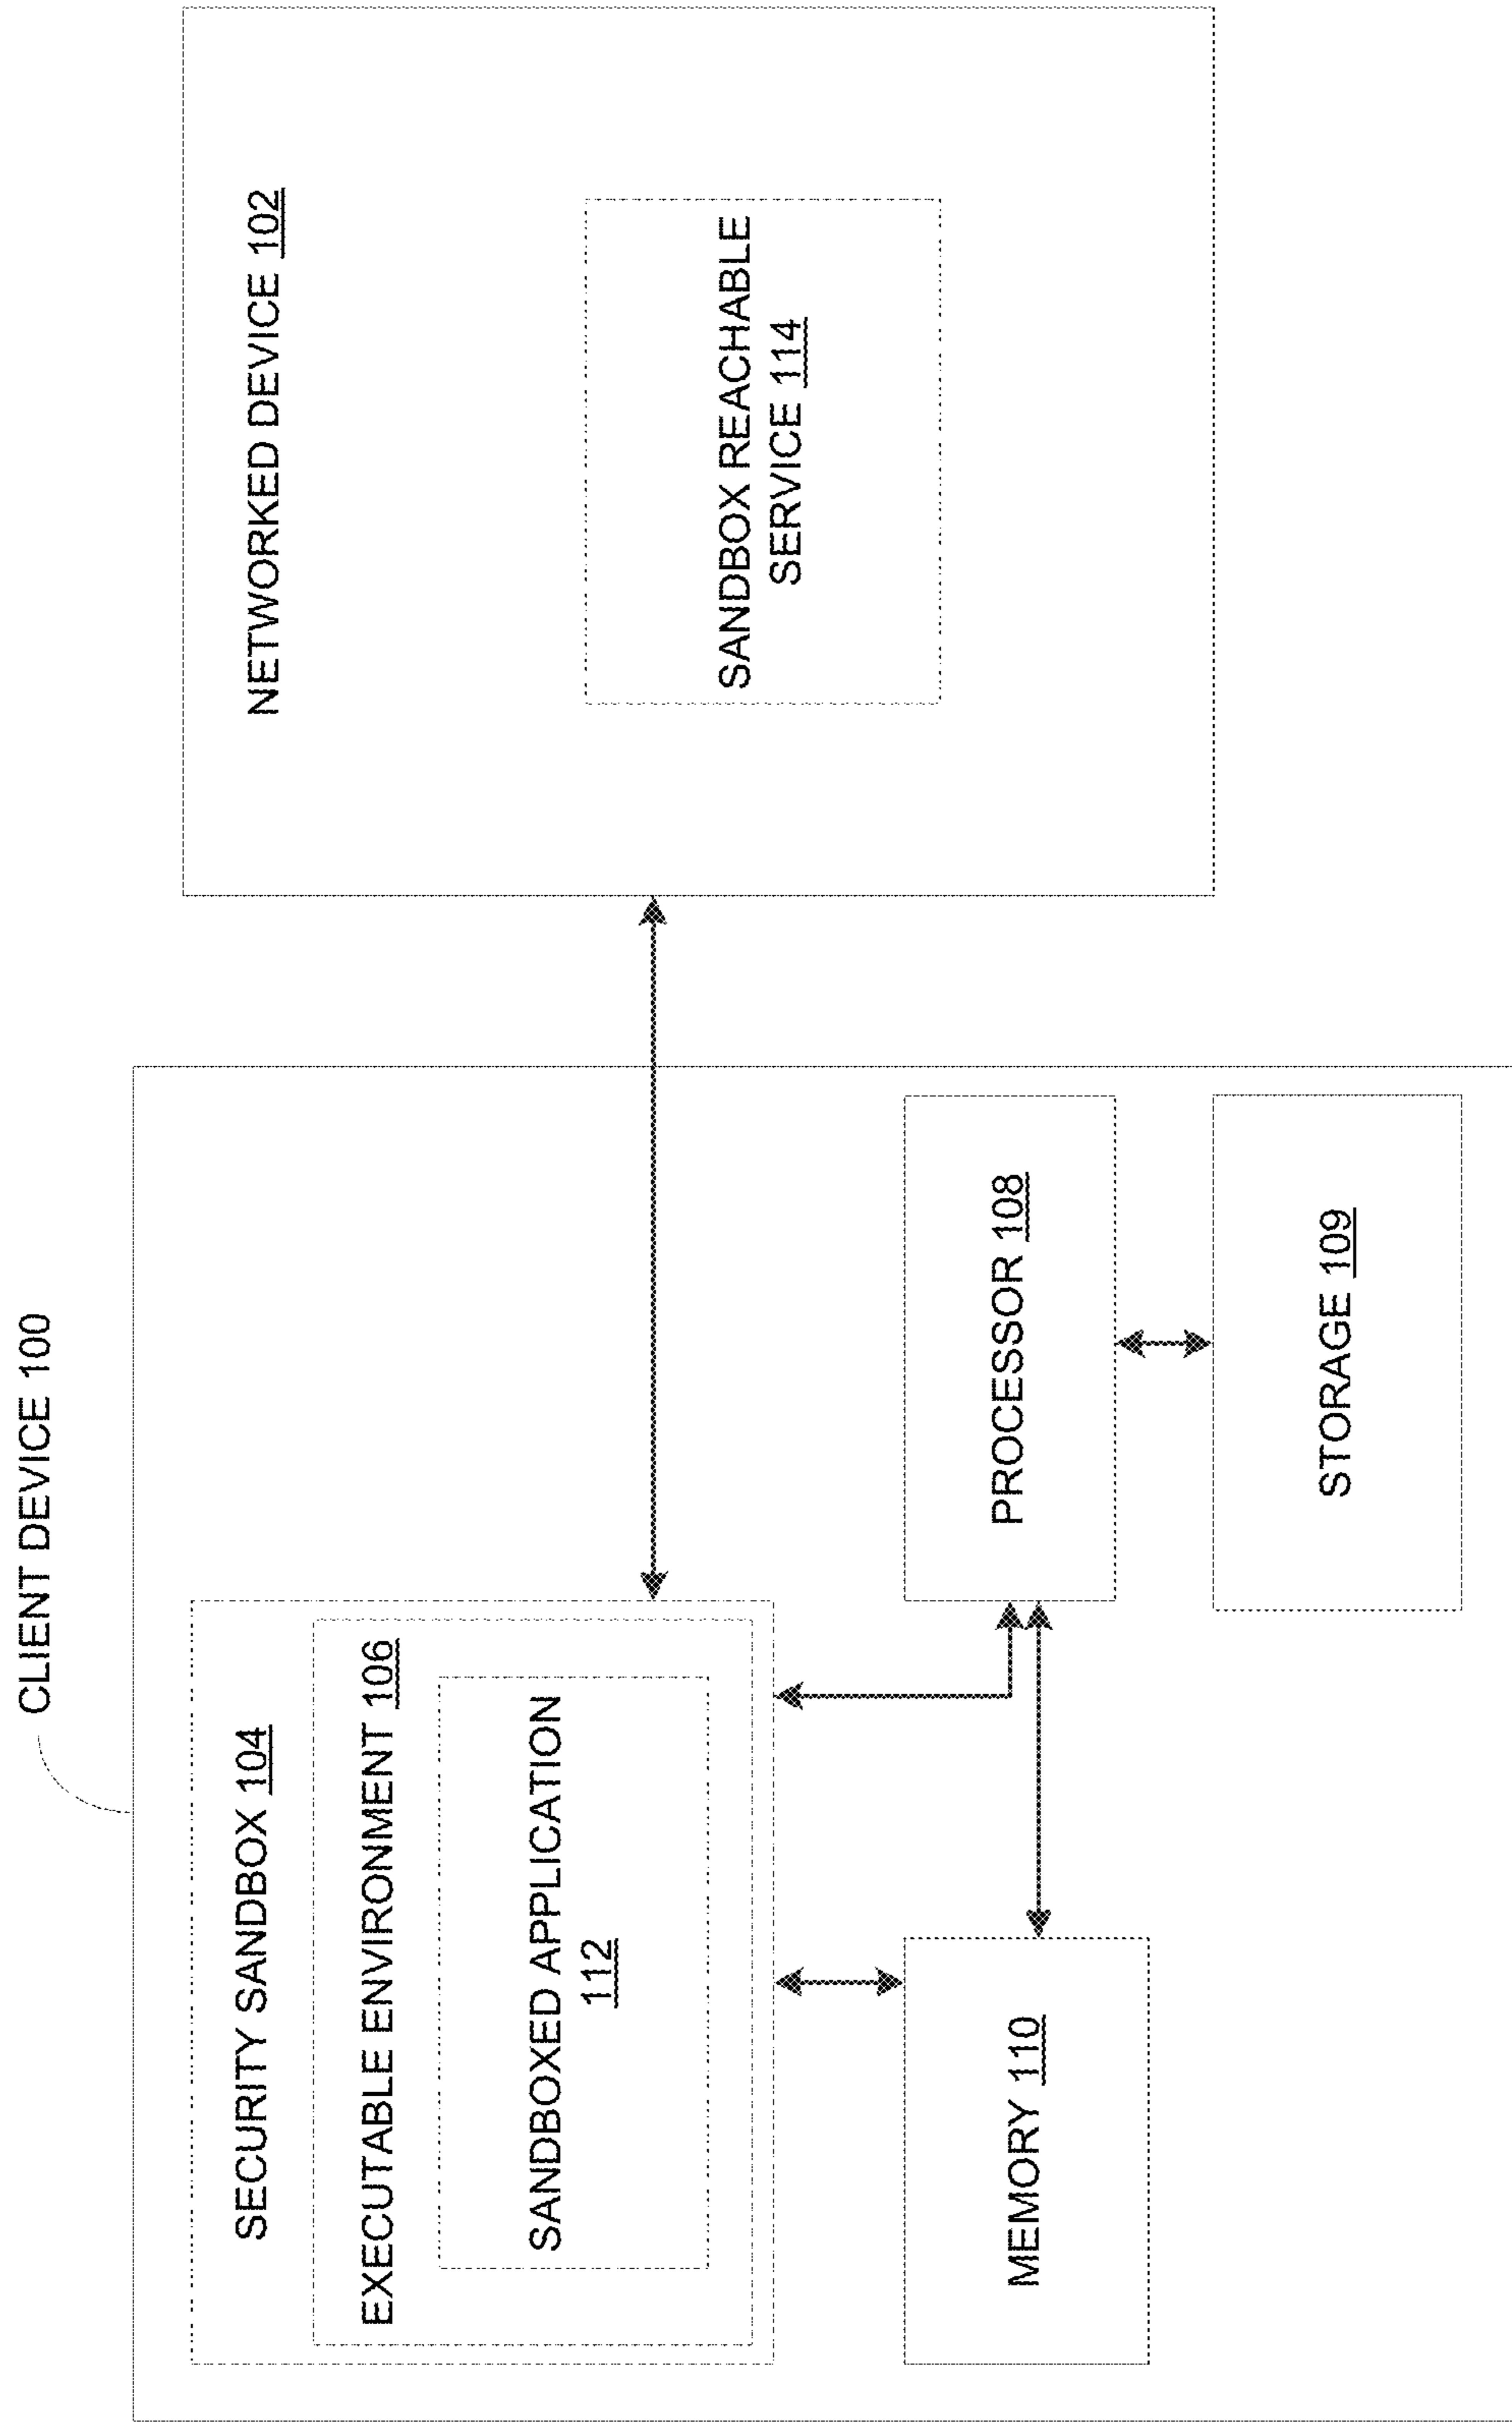 CLIENT DEVICE 100
SECURITY SANDBOX 104
EXECUTABLE ENVIRONMENT 106
SANDBOXED APPLICATION
112
MEMORY 110
PROCESSOR 108
STORAGE 109
NETWORKED DEVICE 102
SANDBOX REACHABLE
SERVICE 114